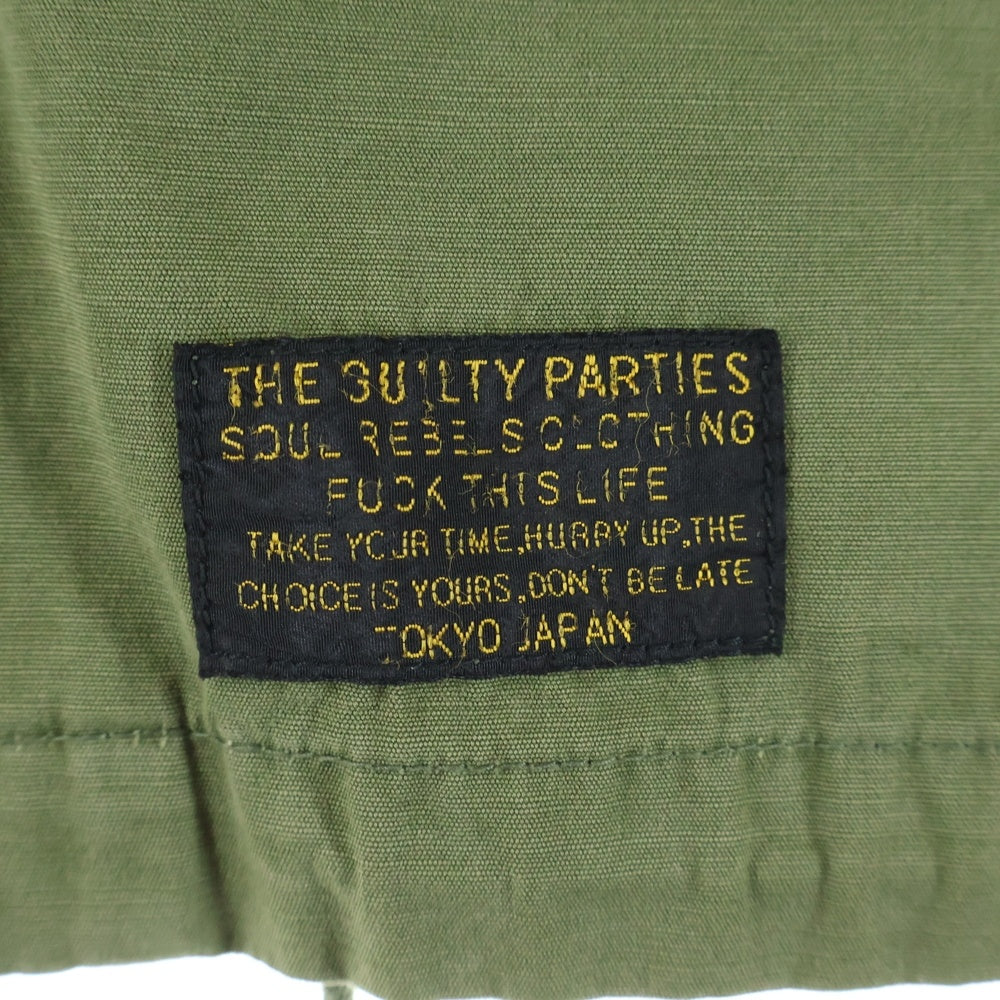 THE GUILTY PARTIES
SOUL REBELS CLOTHING
FUCK THIS LIFE
TAKE YOUR TIME,HURRY UP,THE
CHOICE IS YOURS,DON'T BE LATE
TOKYO JAPAN